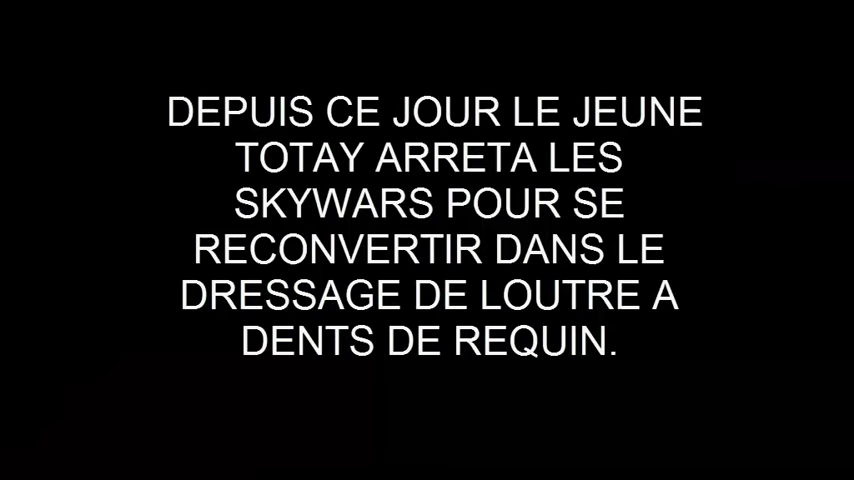 DEPUIS CE JOUR LE JEUNE
TOTAY ARRETA LES
SKYWARS POUR SE
RECONVERTIR DANS LE
DRESSAGE DE LOUTRE A
DENTS DE REQUIN.